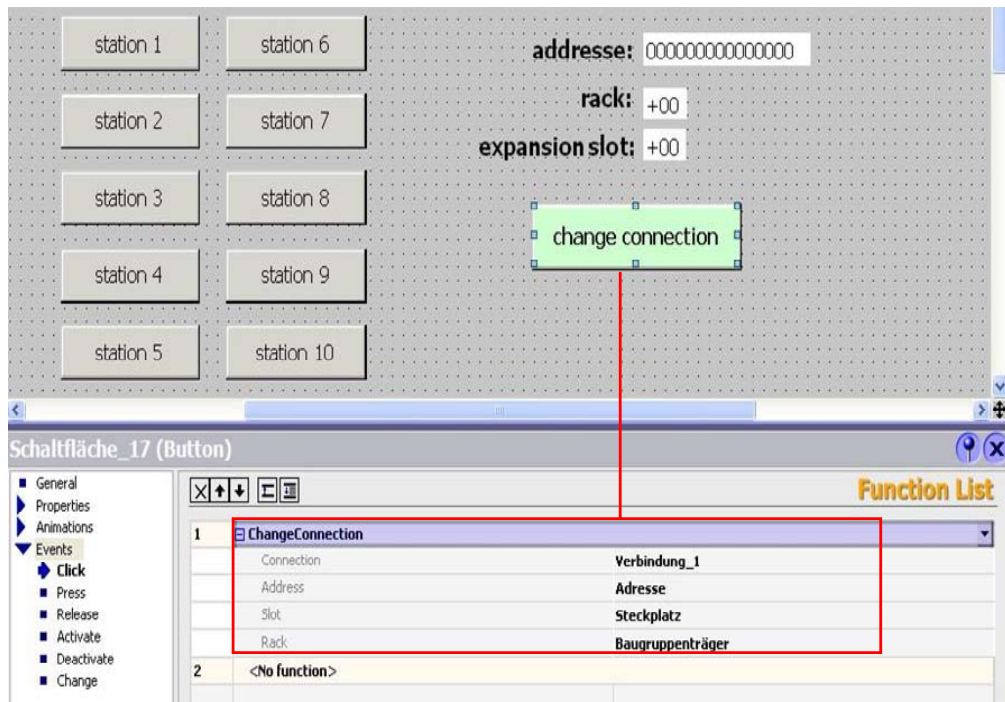 station 1
station 6
addresse: 000000000000000
station 2
station 7
rack: +00
expansion slot: +00
station 3
station 8
change connection
station 4
station 9
station 5
station 10
Schaltfläche_17 (Button)
General
Properties
Animations
Events
Click
Press
Release
Activate
Deactivate
Change
Function List
1 ChangeConnection
Connection Verbindung_1
Address Adresse
Slot Steckplatz
Rack Baugruppenträger
2 <No function>